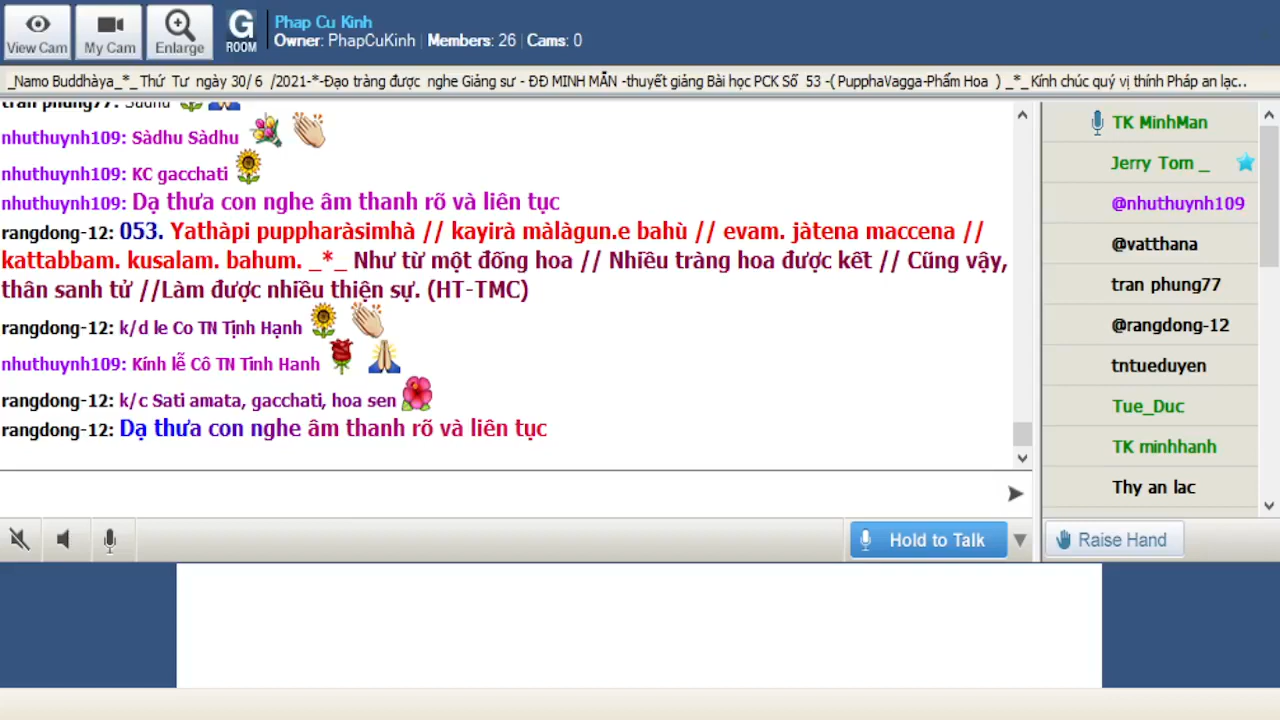 View Cam
My Cam
Enlarge
G ROOM
Phap Cu Kinh
Owner: PhapCuKinh | Members: 26 | Cams: 0
_Namo Buddhàya_*_Thứ Tư ngày 30/ 6 /2021-*-Đạo tràng được nghe Giảng sư - ĐĐ MINH MẪN -thuyết giảng Bài học PCK Số 53 -( PupphaVagga-Phẩm Hoa ) _*_ Kính chúc quý vị thính Pháp an lạc..
tran phung77: Sadhu
nhuthuynh109: Sàdhu Sàdhu
nhuthuynh109: KC gacchati
nhuthuynh109: Dạ thưa con nghe âm thanh rõ và liên tục
rangdong-12: 053. Yathàpi puppharàsimhà // kayirà màlàgun.e bahù // evam. jàtena maccena //
kattabbam. kusalam. bahum. _*_ Như từ một đống hoa // Nhiều tràng hoa được kết // Cũng vậy,
thân sanh tử //Làm được nhiều thiện sự. (HT-TMC)
rangdong-12: k/d le Co TN Tịnh Hạnh
nhuthuynh109: Kính lễ Cô TN Tinh Hanh
rangdong-12: k/c Sati amata, gacchati, hoa sen
rangdong-12: Dạ thưa con nghe âm thanh rõ và liên tục
TK MinhMan
Jerry Tom _
@nhuthuynh109
@vatthana
tran phung77
@rangdong-12
tntueduyen
Tue_Duc
TK minhhanh
Thy an lac
Hold to Talk
Raise Hand